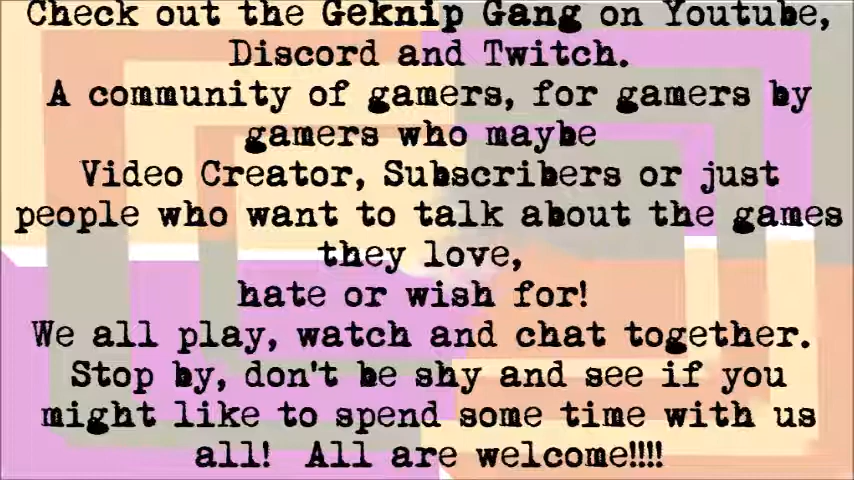 Check out the Geknip Gang on Youtube,
Discord and Twitch.
A community of gamers, for gamers by
gamers who maybe
Video Creator, Subscribers or just
people who want to talk about the games
they love,
hate or wish for!
We all play, watch and chat together.
Stop by, don't be shy and see if you
might like to spend some time with us
all!  All are welcome!!!!